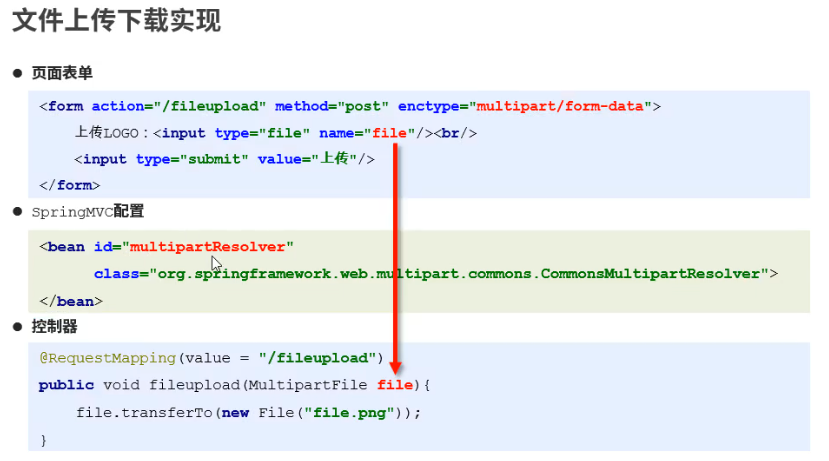 文件上传下载实现
● 页面表单
<form action="/fileupload" method="post" enctype="multipart/form-data">
上传LOGO：<input type="file" name="file"/><br/>
<input type="submit" value="上传"/>
</form>
● SpringMVC配置
<bean id="multipartResolver"
class="org.springframework.web.multipart.commons.CommonsMultipartResolver">
</bean>
● 控制器
@RequestMapping(value = "/fileupload")
public void fileupload(MultipartFile file){
file.transferTo(new File("file.png"));
}